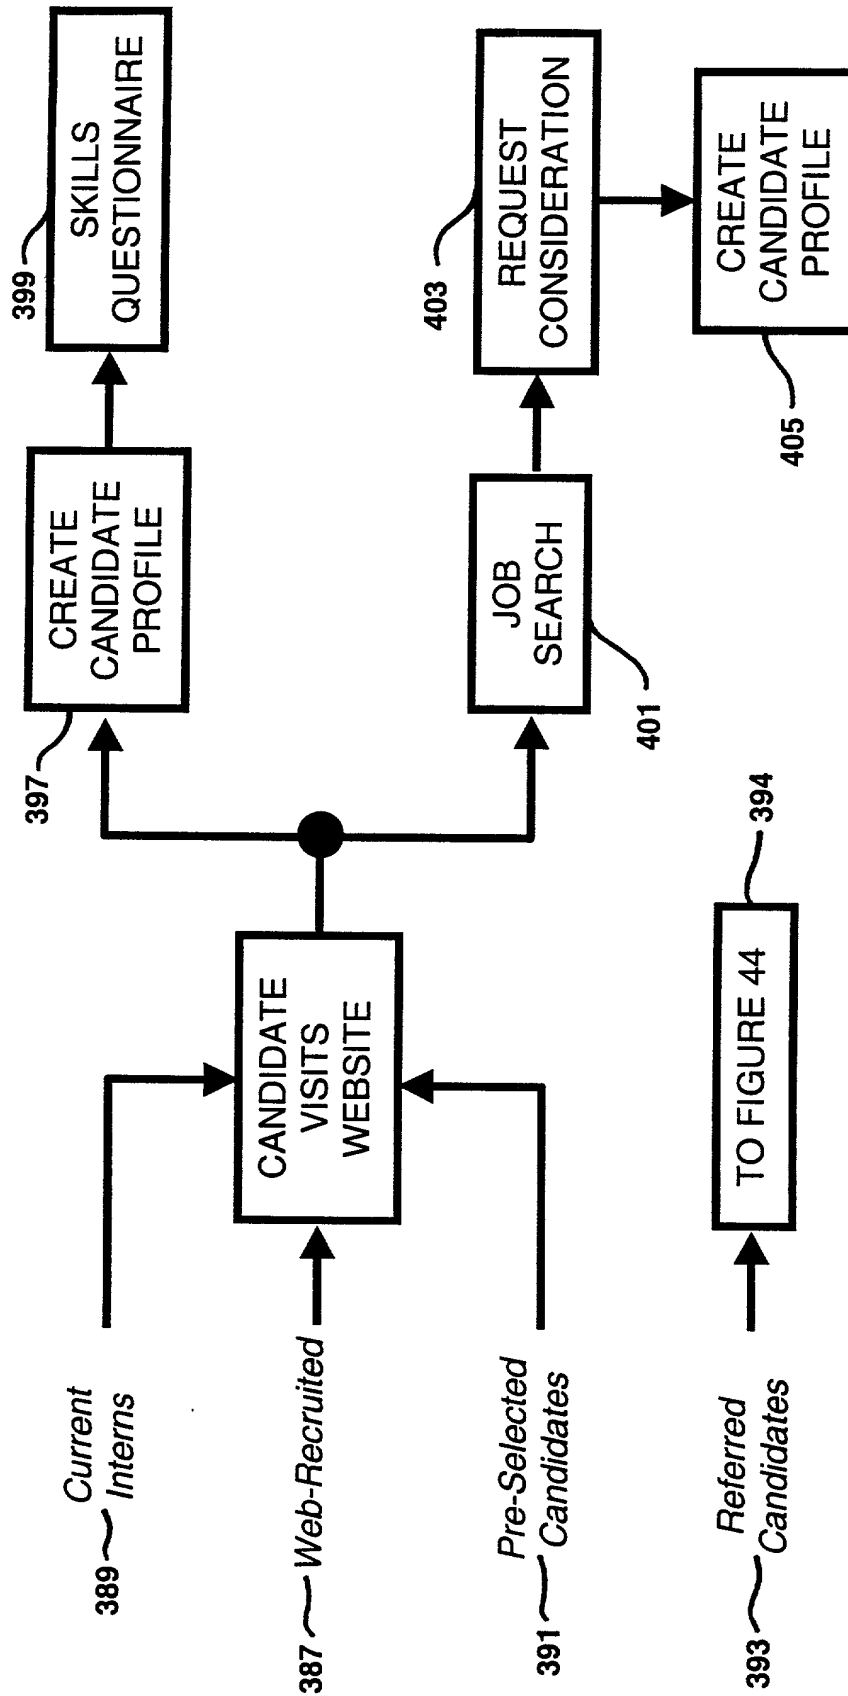 389
Current
Interns
387
Web-Recruited
391
Pre-Selected
Candidates
393
Referred
Candidates
CANDIDATE
VISITS
WEBSITE
TO FIGURE 44
394
397
CREATE
CANDIDATE
PROFILE
399
SKILLS
QUESTIONNAIRE
JOB
SEARCH
401
403
REQUEST
CONSIDERATION
405
CREATE
CANDIDATE
PROFILE